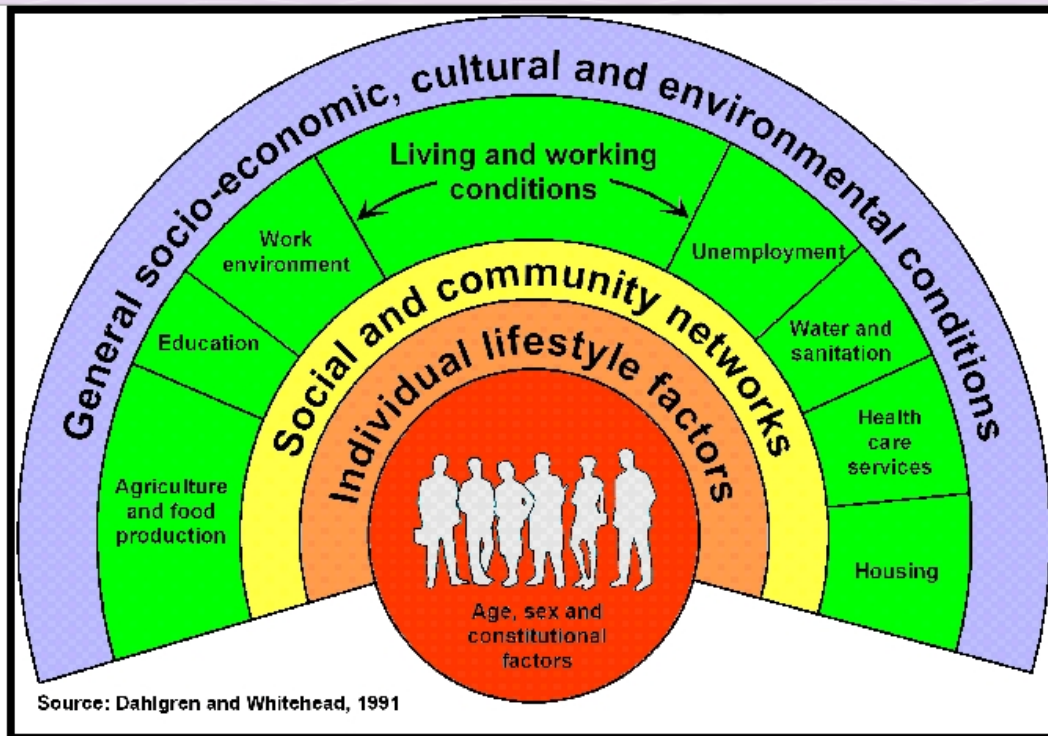 General socio-economic, cultural and environmental conditions
Living and working
conditions
Work
environment
Unemployment
Education
Water and
sanitation
Agriculture
and food
production
Health
care
services
Housing
Social and community networks
Individual lifestyle factors
Age, sex and
constitutional
factors
Source: Dahlgren and Whitehead, 1991